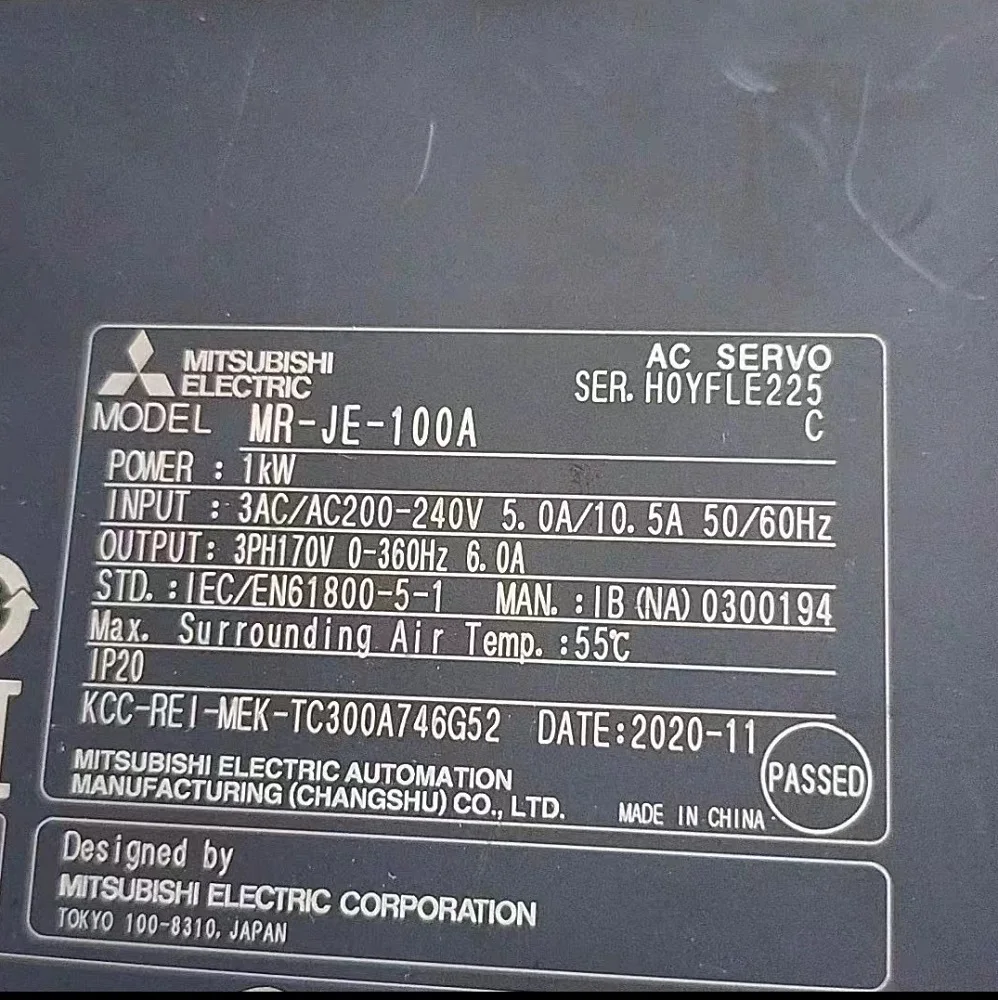 MITSUBISHI
ELECTRIC
AC SERVO
SER. H0YFLE225
C
MODEL MR-JE-100A
POWER : 1kW
INPUT : 3AC/AC200-240V 5.0A/10.5A 50/60Hz
OUTPUT: 3PH170V 0-360Hz 6.0A
STD. : IEC/EN61800-5-1 MAN. : IB(NA)0300194
Max. Surrounding Air Temp. :55℃
IP20
KCC-REI-MEK-TC300A746G52 DATE:2020-11
PASSED
MITSUBISHI ELECTRIC AUTOMATION
MANUFACTURING (CHANGSHU) CO., LTD.
MADE IN CHINA
Designed by
MITSUBISHI ELECTRIC CORPORATION
TOKYO 100-8310, JAPAN